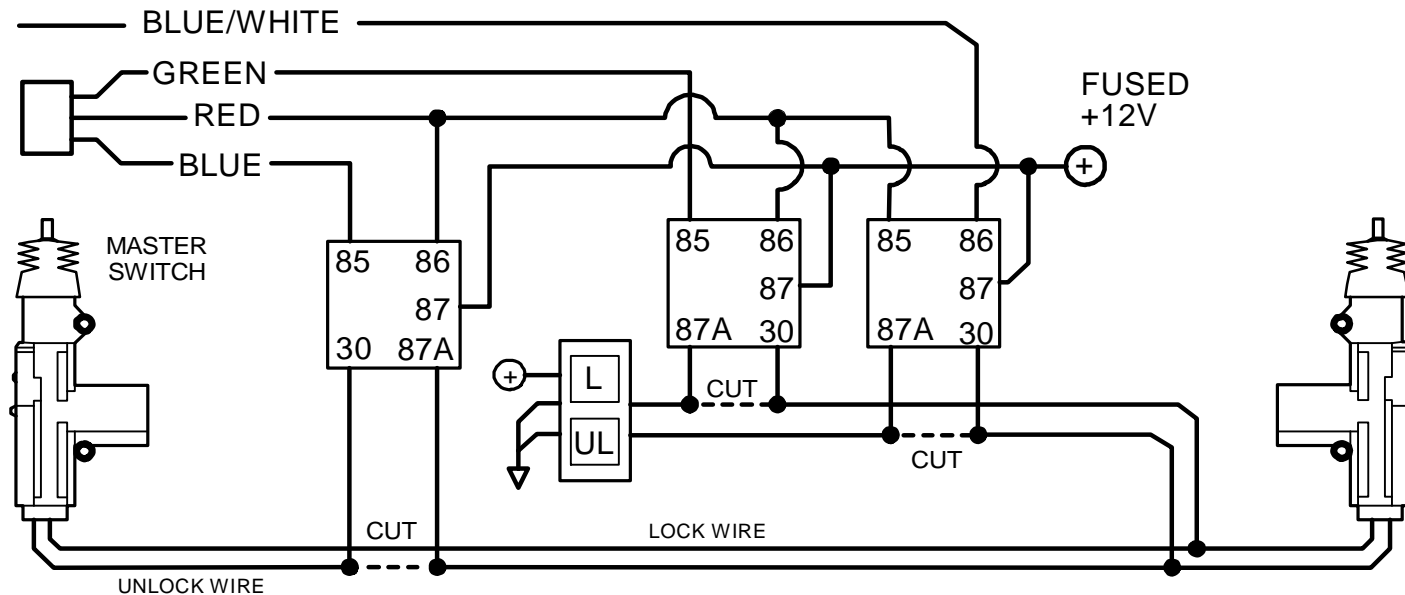 BLUE/WHITE
GREEN
RED
BLUE
FUSED
+12V
+
MASTER
SWITCH
85 86
87
30 87A
85 86
87
87A 30
85 86
87
87A 30
+
L
UL
CUT
CUT
CUT
LOCK WIRE
UNLOCK WIRE